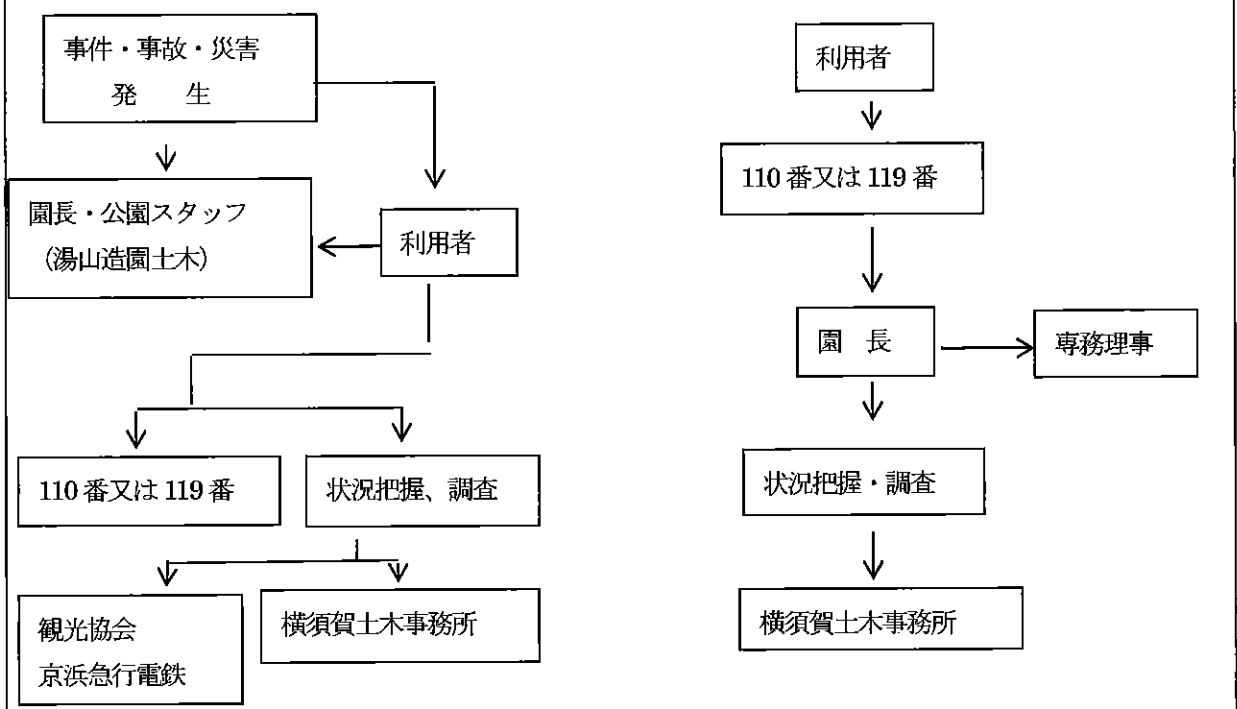 事件・事故・災害
発　生
園長・公園スタッフ
（湯山造園土木）
利用者
110番又は119番
状況把握、調査
観光協会
京浜急行電鉄
横須賀土木事務所
利用者
110番又は119番
園　長
専務理事
状況把握・調査
横須賀土木事務所